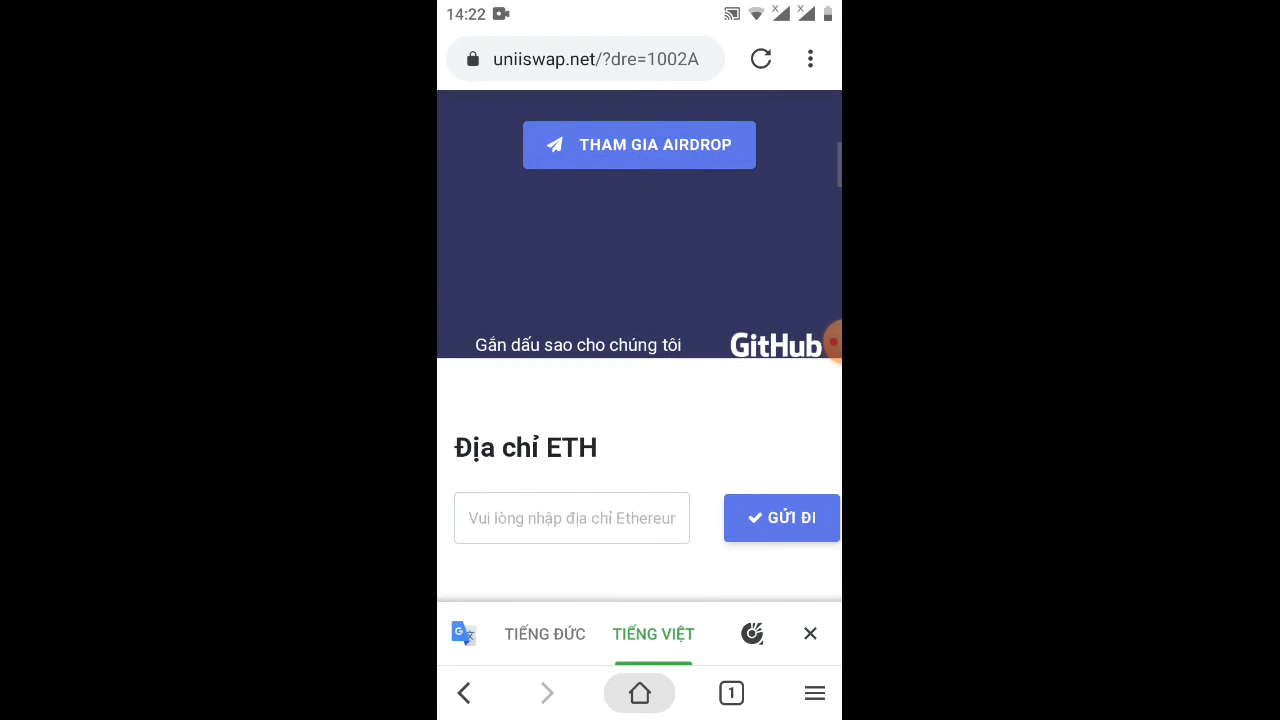 14:22
uniiswap.net/?dre=1002A
THAM GIA AIRDROP
Gắn dấu sao cho chúng tôi GitHub
Địa chỉ ETH
Vui lòng nhập địa chỉ Ethereur
GỬI ĐI
TIẾNG ĐỨC TIẾNG VIỆT
1